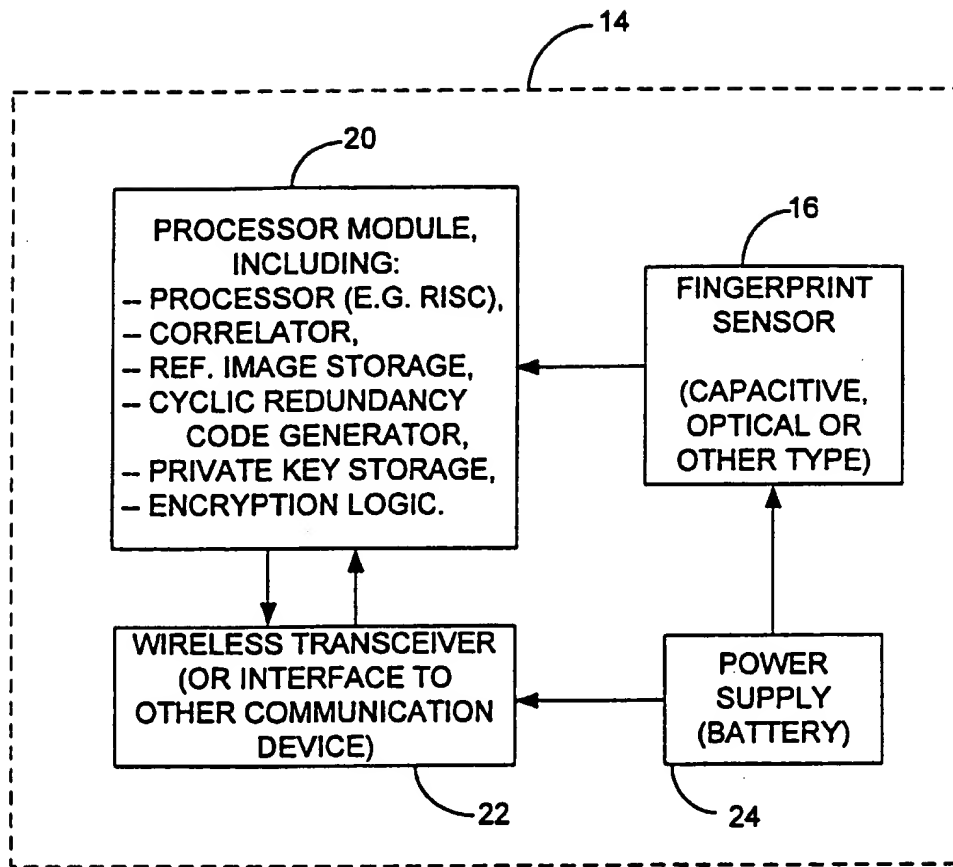 14
20
PROCESSOR MODULE,
INCLUDING:
-- PROCESSOR (E.G. RISC),
-- CORRELATOR,
-- REF. IMAGE STORAGE,
-- CYCLIC REDUNDANCY
CODE GENERATOR,
-- PRIVATE KEY STORAGE,
-- ENCRYPTION LOGIC.
16
FINGERPRINT
SENSOR
(CAPACITIVE,
OPTICAL OR
OTHER TYPE)
WIRELESS TRANSCEIVER
(OR INTERFACE TO
OTHER COMMUNICATION
DEVICE)
22
POWER
SUPPLY
(BATTERY)
24